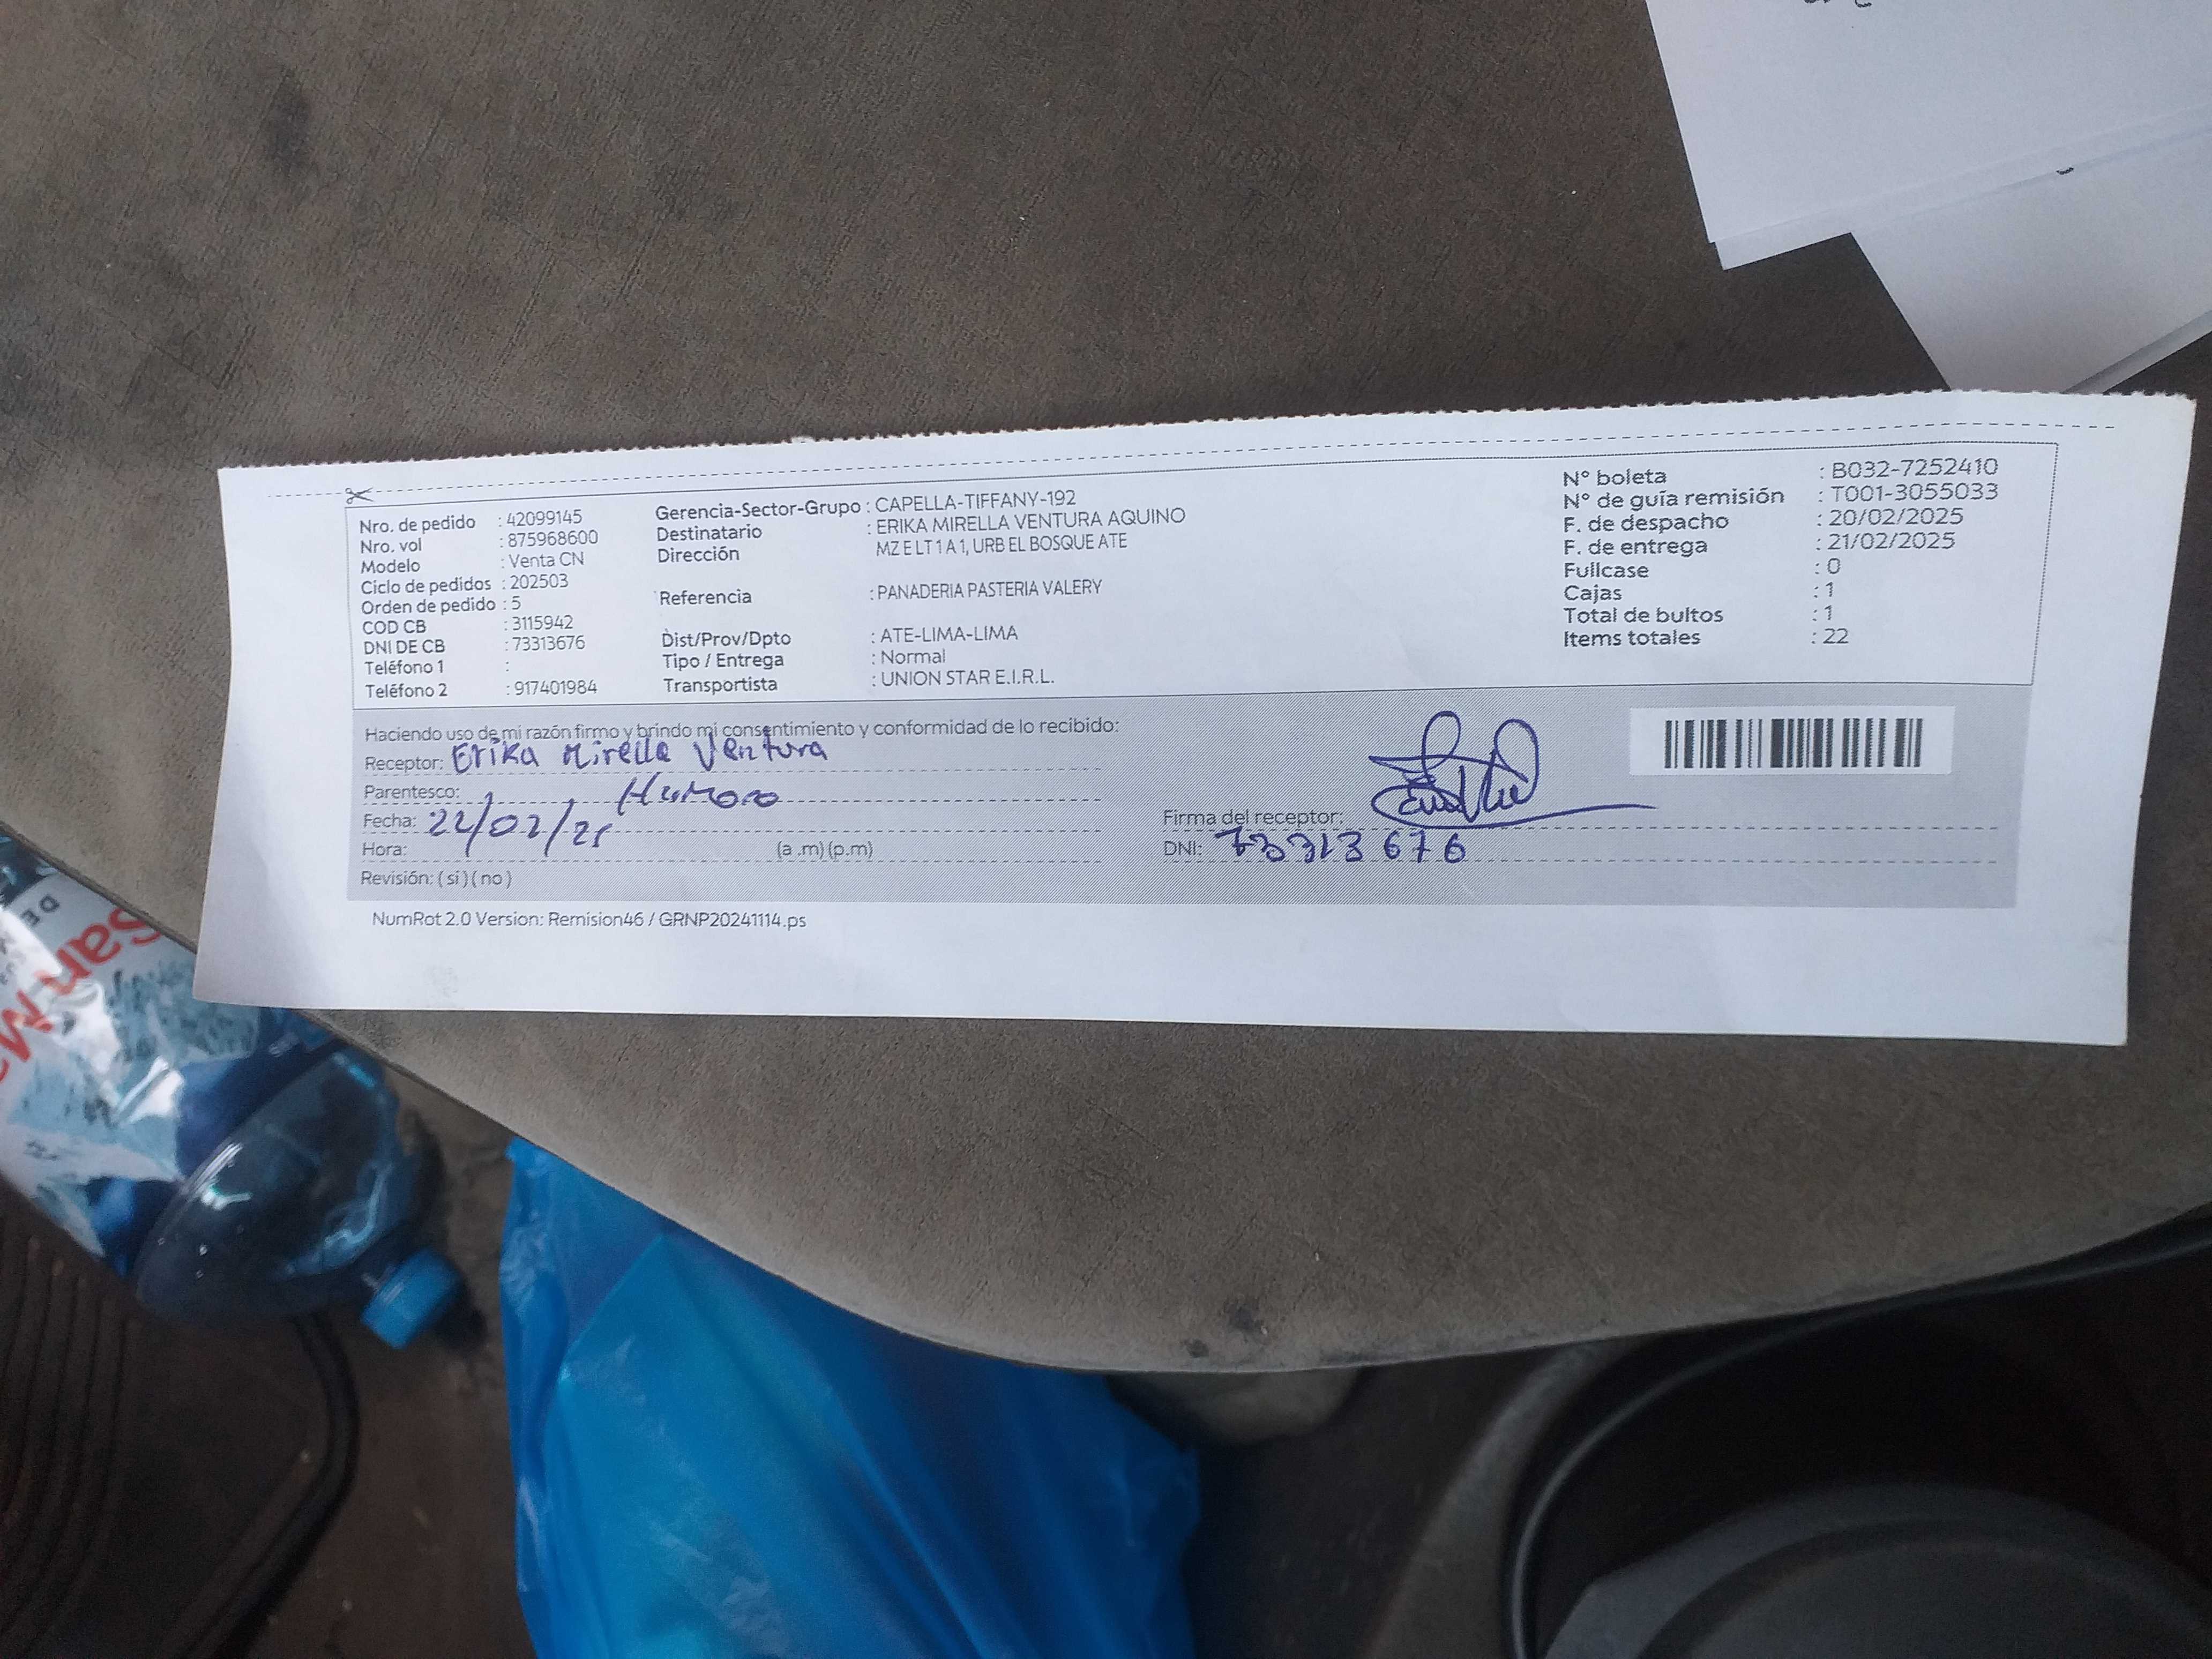 Nro. de pedido : 42099145
Nro. vol : 875968600
Modelo : Venta CN
Ciclo de pedidos : 202503
Orden de pedido : 5
COD CB : 3115942
DNI DE CB : 73313676
Teléfono 1 :
Teléfono 2 : 917401984
Gerencia-Sector-Grupo : CAPELLA-TIFFANY-192
Destinatario : ERIKA MIRELLA VENTURA AQUINO
Dirección MZ E LT 1 A 1, URB EL BOSQUE ATE
Referencia : PANADERIA PASTERIA VALERY
Dist/Prov/Dpto : ATE-LIMA-LIMA
Tipo / Entrega : Normal
Transportista : UNION STAR E.I.R.L.
N° boleta : B032-7252410
N° de guía remisión : T001-3055033
F. de despacho : 20/02/2025
F. de entrega : 21/02/2025
Fullcase : 0
Cajas : 1
Total de bultos : 1
Items totales : 22
Haciendo uso de mi razón firmo y brindo mi consentimiento y conformidad de lo recibido:
Receptor: Erika Mirella Ventura
Parentesco:
Fecha: 22/02/25
Hora: (a .m) (p.m)
Revisión: ( si ) ( no )
Firma del receptor:
DNI: 73313676
NumRot 2.0 Version: Remision46 / GRNP20241114.ps
San
DE